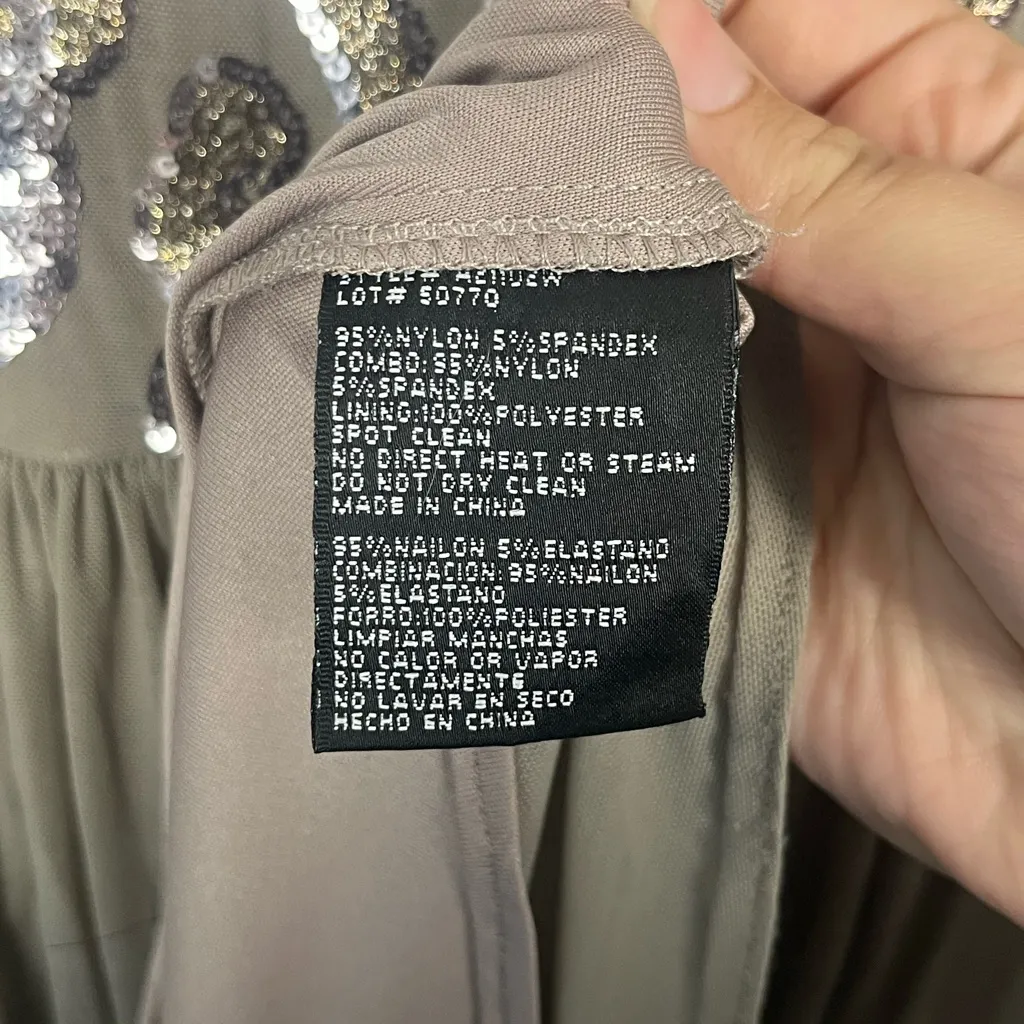 STYLE#
LOT# 50770
95%NYLON 5%SPANDEX
COMBO:95%NYLON
5%SPANDEX
LINING:100%POLYESTER
SPOT CLEAN
NO DIRECT HEAT OR STEAM
DO NOT DRY CLEAN
MADE IN CHINA
95%NAILON 5%ELASTANO
COMBINACION:95%NAILON
5%ELASTANO
FORRO:100%POLIESTER
LIMPIAR MANCHAS
NO CALOR OR VAPOR
DIRECTAMENTE
NO LAVAR EN SECO
HECHO EN CHINA